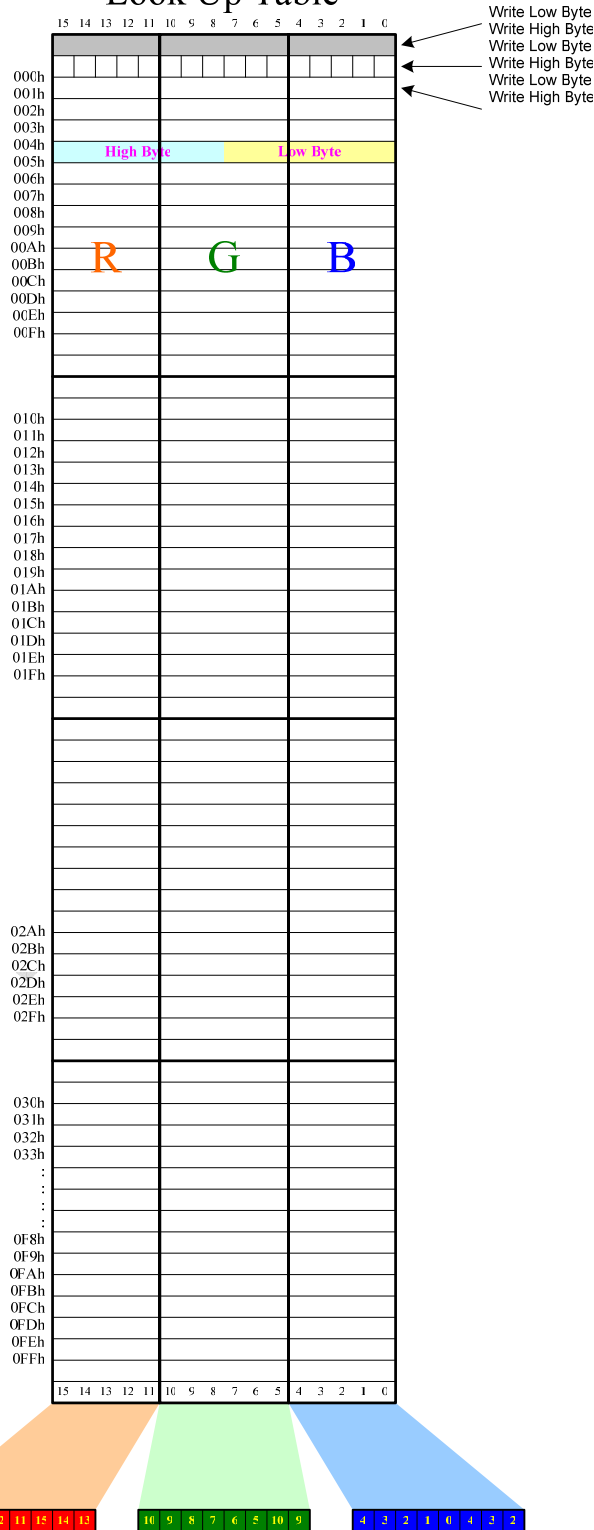 Look Up Table
15 14 13 12 11 10 9 8 7 6 5 4 3 2 1 0
Write Low Byte
Write High Byte
Write Low Byte
Write High Byte
Write Low Byte
Write High Byte
000h
001h
002h
003h
004h
High Byte Low Byte
005h
006h
007h
008h
009h
00Ah
R G B
00Bh
00Ch
00Dh
00Eh
00Fh
010h
011h
012h
013h
014h
015h
016h
017h
018h
019h
01Ah
01Bh
01Ch
01Dh
01Eh
01Fh
02Ah
02Bh
02Ch
02Dh
02Eh
02Fh
030h
031h
032h
033h
:
:
:
:
0F8h
0F9h
0FAh
0FBh
0FCh
0FDh
0FEh
0FFh
15 14 13 12 11 10 9 8 7 6 5 4 3 2 1 0
2 11 15 14 13 10 9 8 7 6 5 10 9 4 3 2 1 0 4 3 2